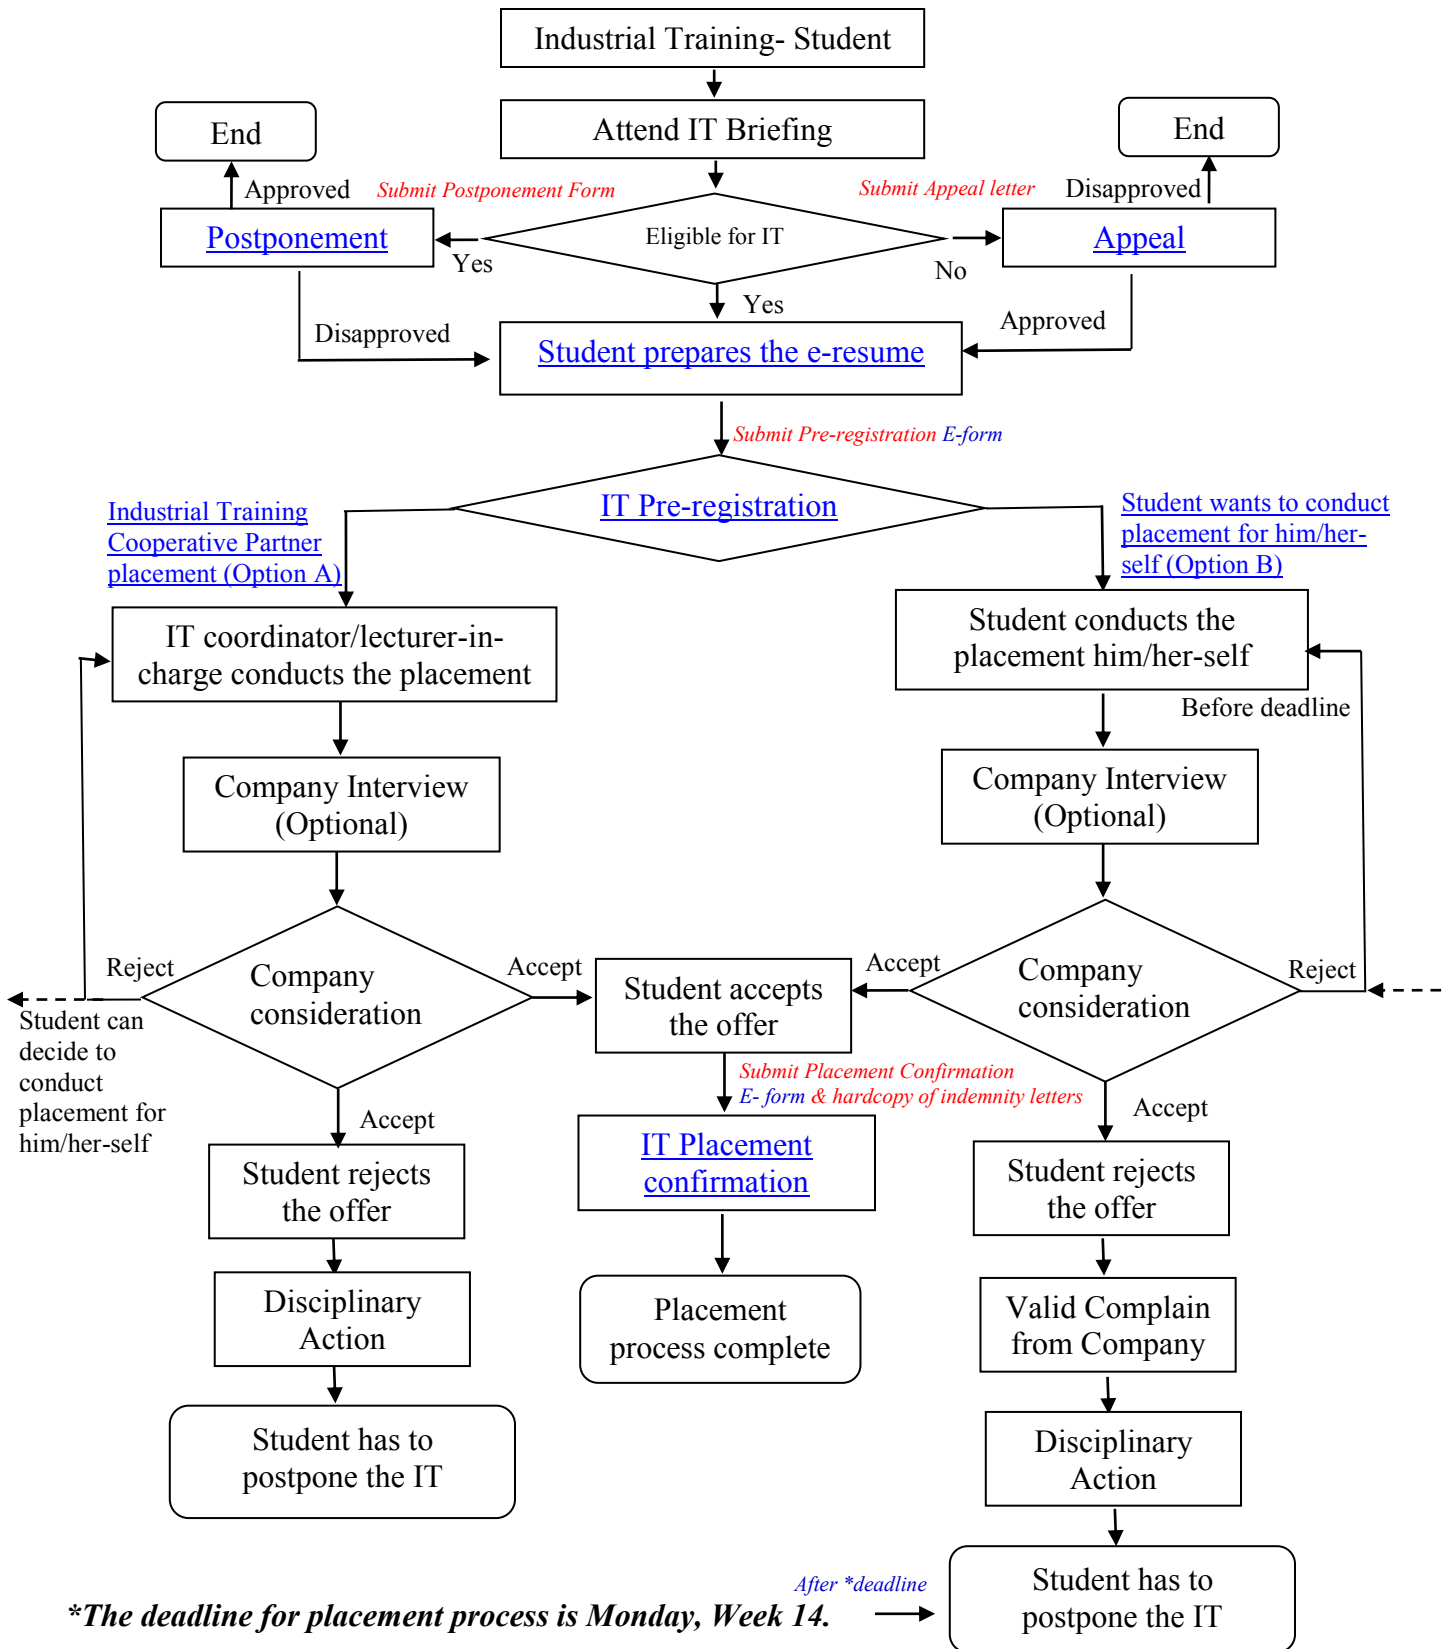 Industrial Training- Student
Attend IT Briefing
End
End
Approved
Submit Postponement Form
Submit Appeal letter
Disapproved
Postponement
Eligible for IT
Appeal
Yes
No
Yes
Disapproved
Approved
Student prepares the e-resume
Submit Pre-registration E-form
IT Pre-registration
Industrial Training
Cooperative Partner
placement (Option A)
Student wants to conduct
placement for him/her-
self (Option B)
IT coordinator/lecturer-in-
charge conducts the placement
Student conducts the
placement him/her-self
Before deadline
Company Interview
(Optional)
Company Interview
(Optional)
Reject
Company
consideration
Accept
Student accepts
the offer
Accept
Company
consideration
Reject
Student can
decide to
conduct
placement for
him/her-self
Submit Placement Confirmation
E- form & hardcopy of indemnity letters
Accept
Accept
Student rejects
the offer
IT Placement
confirmation
Student rejects
the offer
Disciplinary
Action
Placement
process complete
Valid Complain
from Company
Student has to
postpone the IT
Disciplinary
Action
After *deadline
*The deadline for placement process is Monday, Week 14.
Student has to
postpone the IT